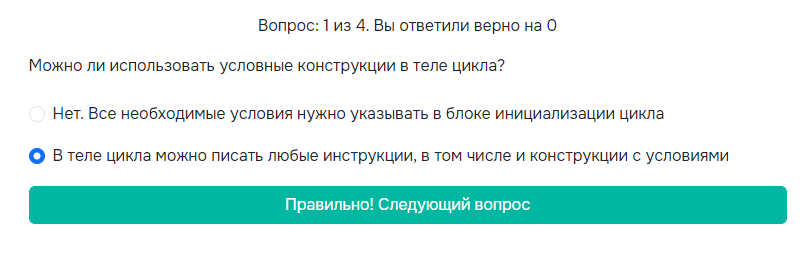 Вопрос: 1 из 4. Вы ответили верно на 0
Можно ли использовать условные конструкции в теле цикла?
Нет. Все необходимые условия нужно указывать в блоке инициализации цикла
В теле цикла можно писать любые инструкции, в том числе и конструкции с условиями
Правильно! Следующий вопрос